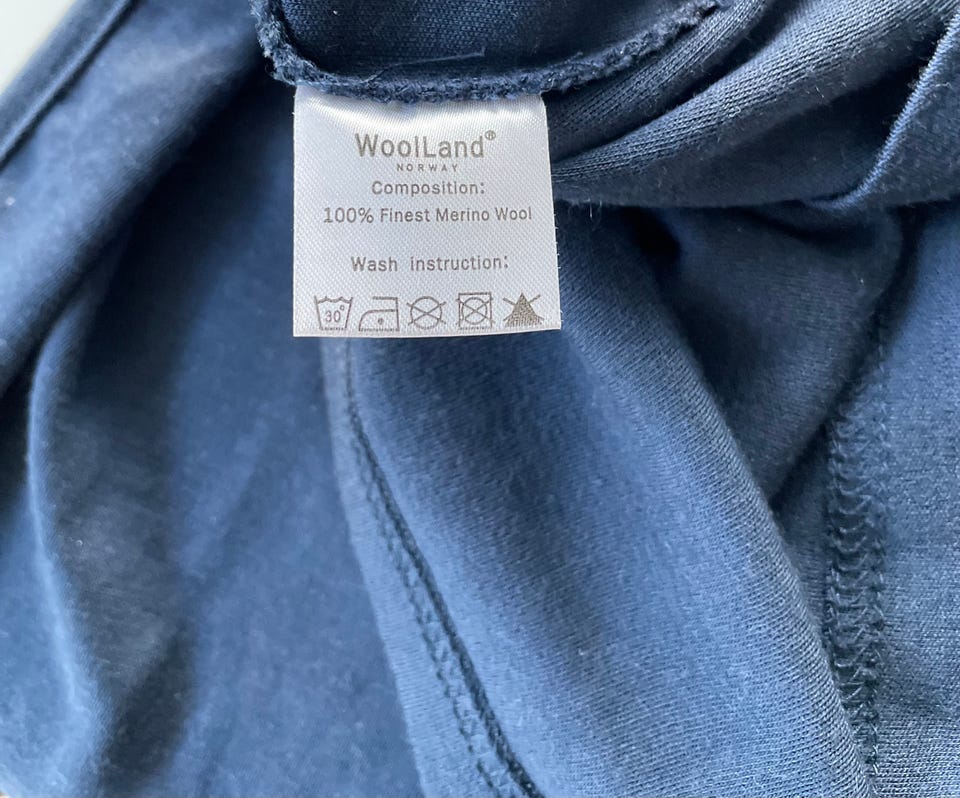 WoolLand®
NORWAY
Composition:
100% Finest Merino Wool
Wash instruction:
30°